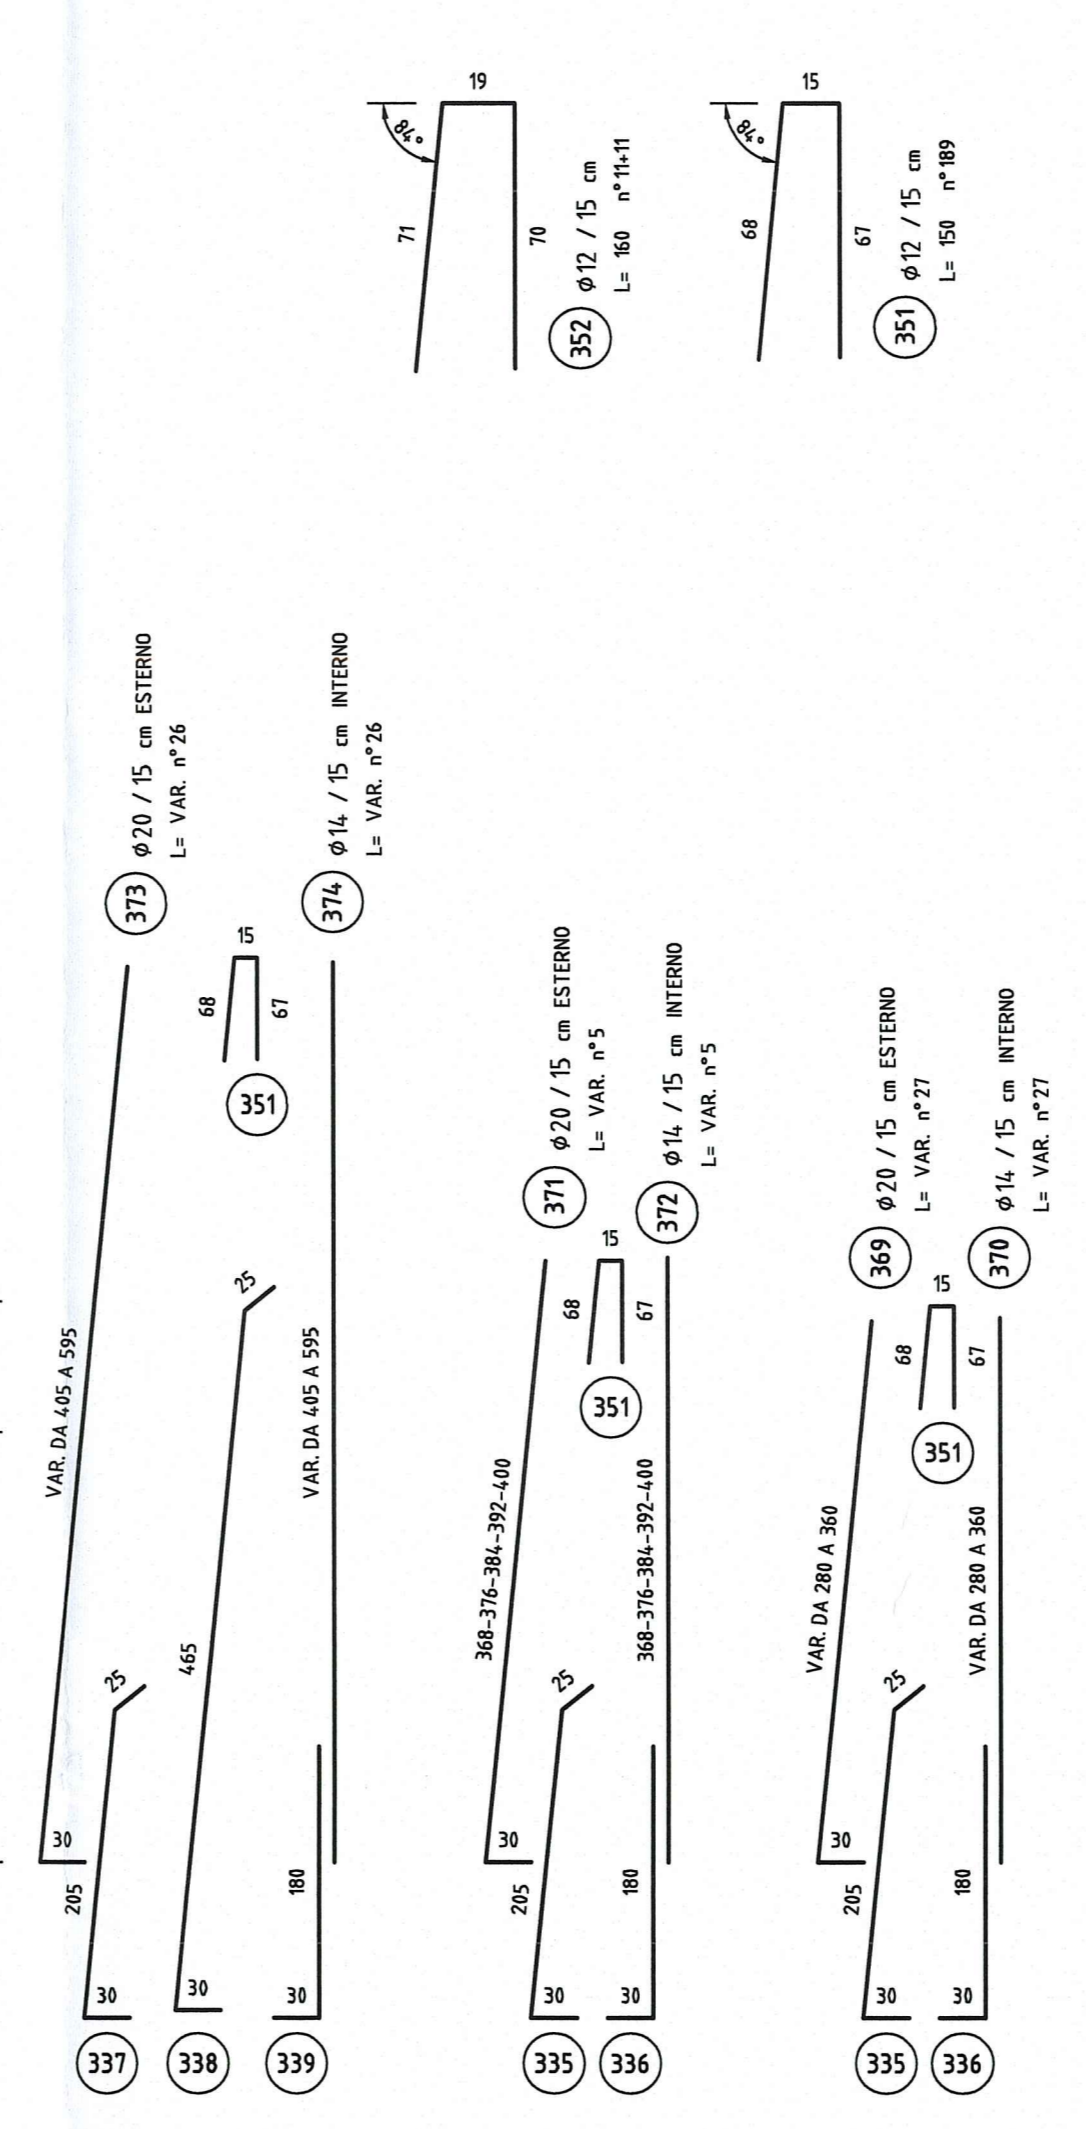 19
84°
71
70
352
φ12 / 15 cm
L= 160 n°11+11
15
84°
68
67
351
φ12 / 15 cm
L= 150 n°189
373
φ20 / 15 cm ESTERNO
L= VAR. n°26
VAR. DA 405 A 595
30
15
68
67
351
374
φ14 / 15 cm INTERNO
L= VAR. n°26
VAR. DA 405 A 595
25
205
30
337
25
465
30
338
180
30
339
371
φ20 / 15 cm ESTERNO
L= VAR. n°5
368-376-384-392-400
30
15
68
67
351
372
φ14 / 15 cm INTERNO
L= VAR. n°5
368-376-384-392-400
25
205
30
335
180
30
336
369
φ20 / 15 cm ESTERNO
L= VAR. n°27
VAR. DA 280 A 360
30
15
68
67
351
370
φ14 / 15 cm INTERNO
L= VAR. n°27
VAR. DA 280 A 360
25
205
30
335
180
30
336